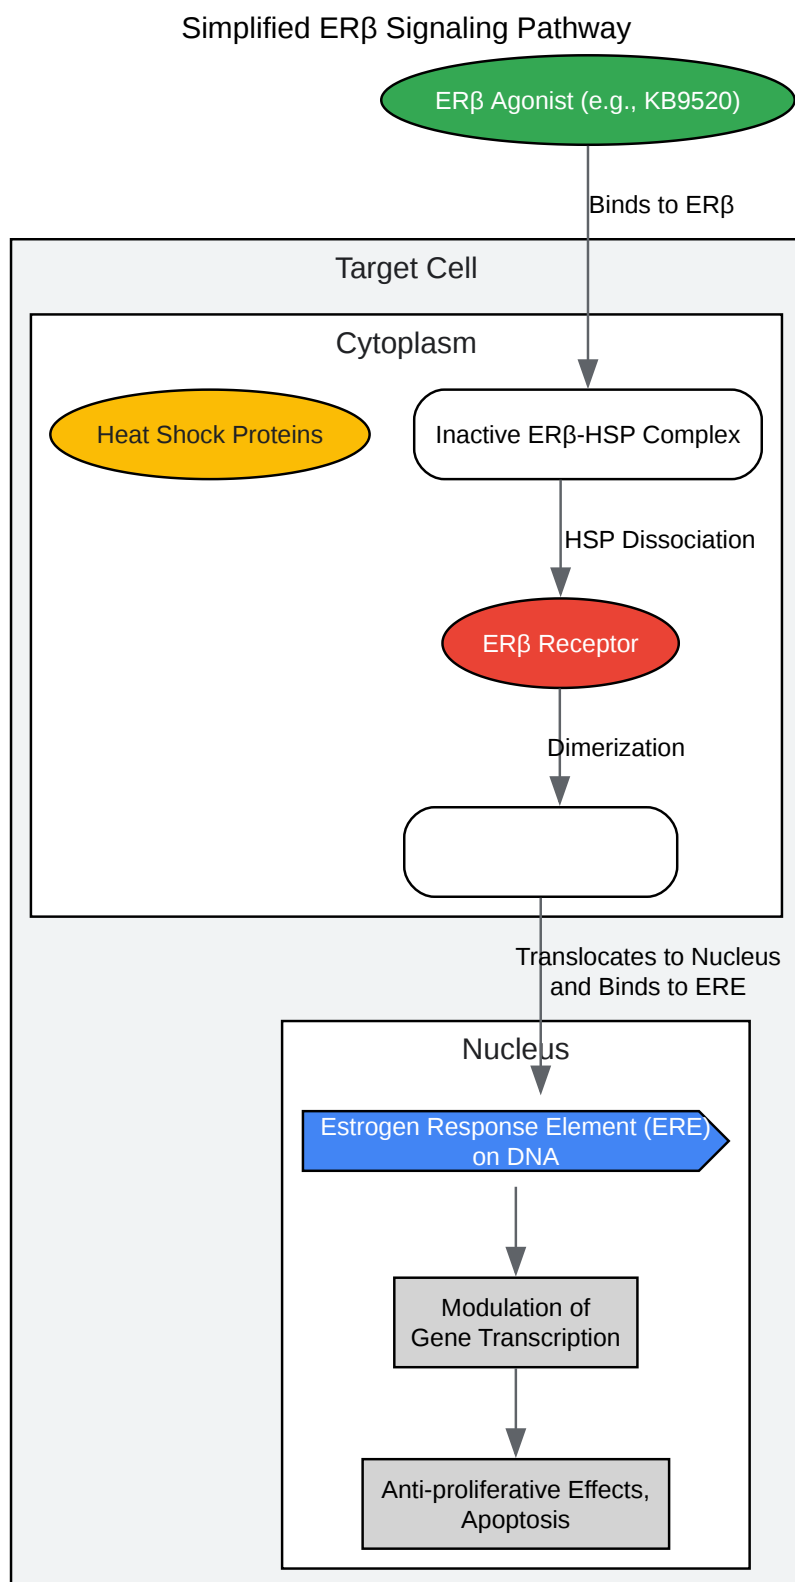 Simplified ERβ Signaling Pathway
ERβ Agonist (e.g., KB9520)
Binds to ERβ
Target Cell
Cytoplasm
Heat Shock Proteins
Inactive ERβ-HSP Complex
HSP Dissociation
ERβ Receptor
Dimerization
Translocates to Nucleus
and Binds to ERE
Nucleus
Estrogen Response Element (ERE)
on DNA
Modulation of
Gene Transcription
Anti-proliferative Effects,
Apoptosis